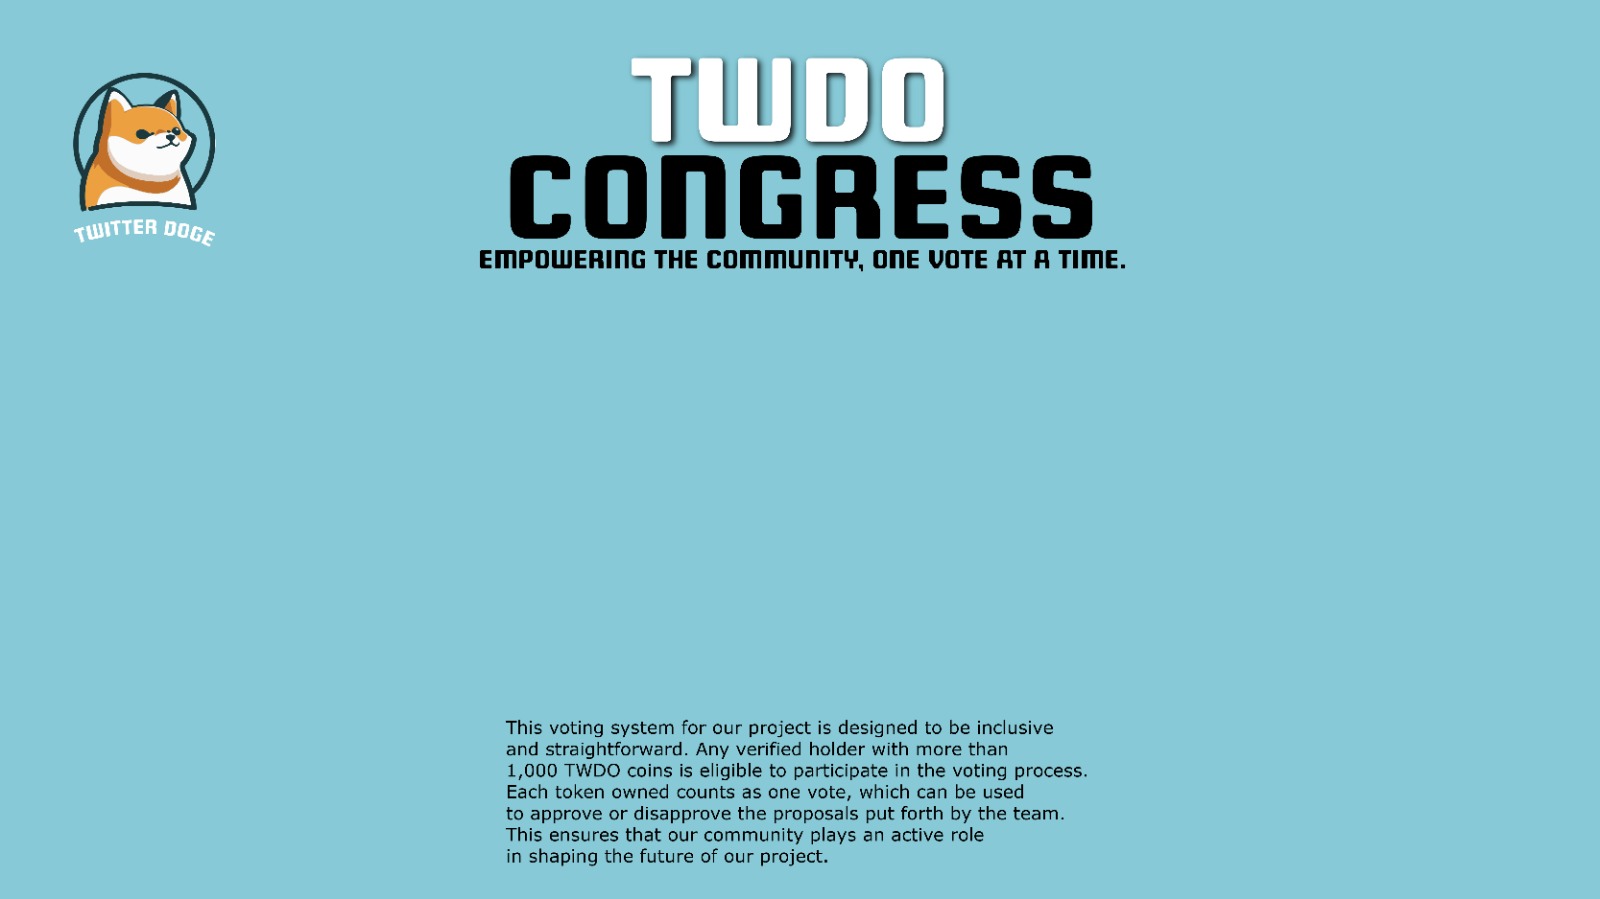 TWITTER DOGE
TWDO
CONGRESS
EMPOWERING THE COMMUNITY, ONE VOTE AT A TIME.
This voting system for our project is designed to be inclusive
and straightforward. Any verified holder with more than
1,000 TWDO coins is eligible to participate in the voting process.
Each token owned counts as one vote, which can be used
to approve or disapprove the proposals put forth by the team.
This ensures that our community plays an active role
in shaping the future of our project.